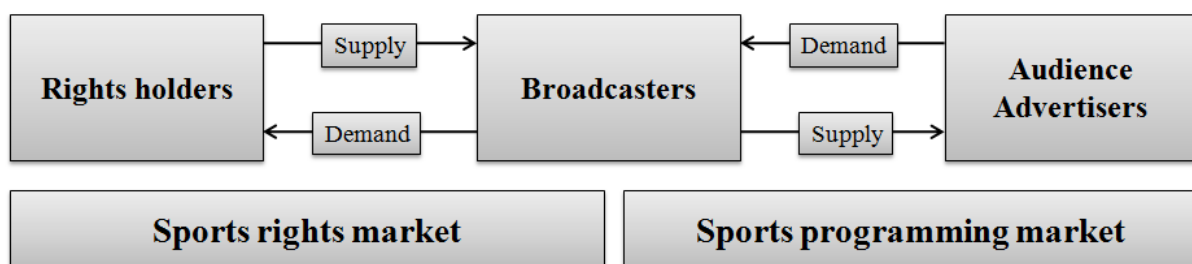 Supply
Demand
Rights holders
Broadcasters
Audience
Advertisers
Demand
Supply
Sports rights market
Sports programming market